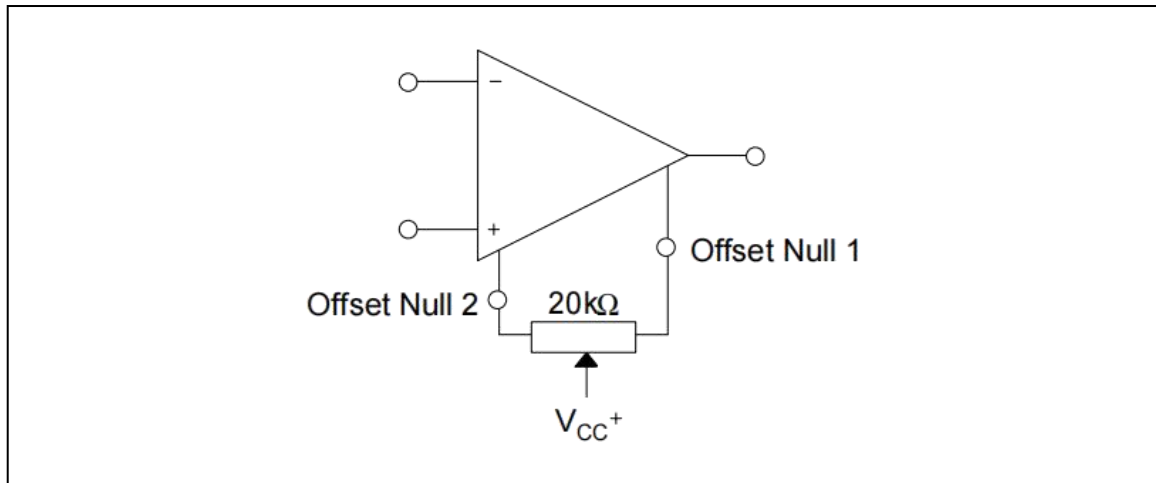 −
+
Offset Null 1
Offset Null 2
20kΩ
VCC+